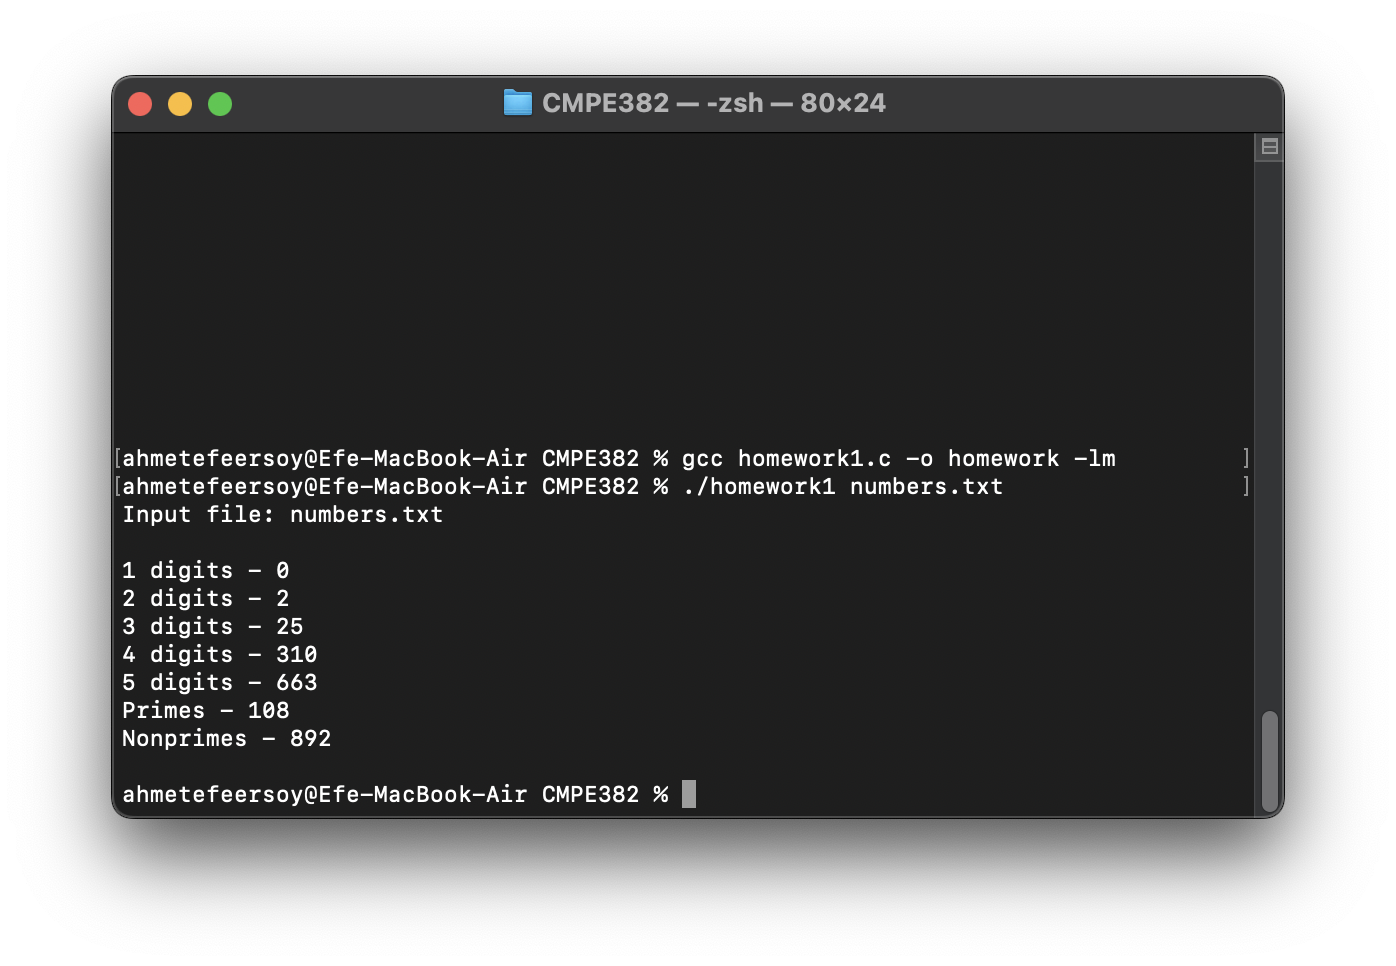 CMPE382 — -zsh — 80×24
[ahmetefeersoy@Efe-MacBook-Air CMPE382 % gcc homework1.c -o homework -lm ]
[ahmetefeersoy@Efe-MacBook-Air CMPE382 % ./homework1 numbers.txt ]
Input file: numbers.txt
1 digits - 0
2 digits - 2
3 digits - 25
4 digits - 310
5 digits - 663
Primes - 108
Nonprimes - 892
ahmetefeersoy@Efe-MacBook-Air CMPE382 %